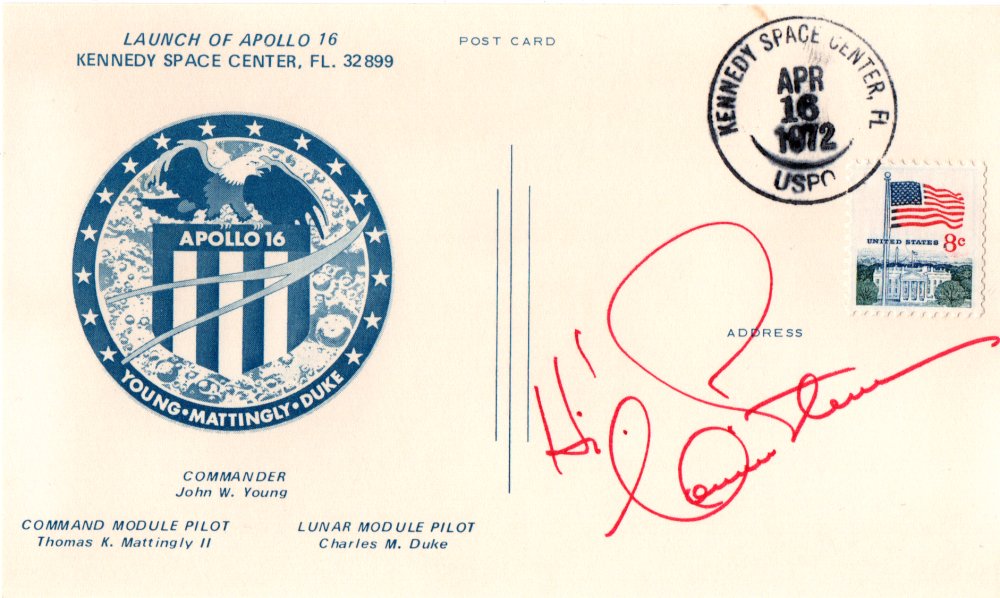 LAUNCH OF APOLLO 16
KENNEDY SPACE CENTER, FL. 32899
POST CARD
KENNEDY SPACE CENTER, FL
APR
16
1972
USPO
UNITED STATES 8c
APOLLO 16
YOUNG • MATTINGLY • DUKE
ADDRESS
Hi
COMMANDER
John W. Young
COMMAND MODULE PILOT
Thomas K. Mattingly II
LUNAR MODULE PILOT
Charles M. Duke